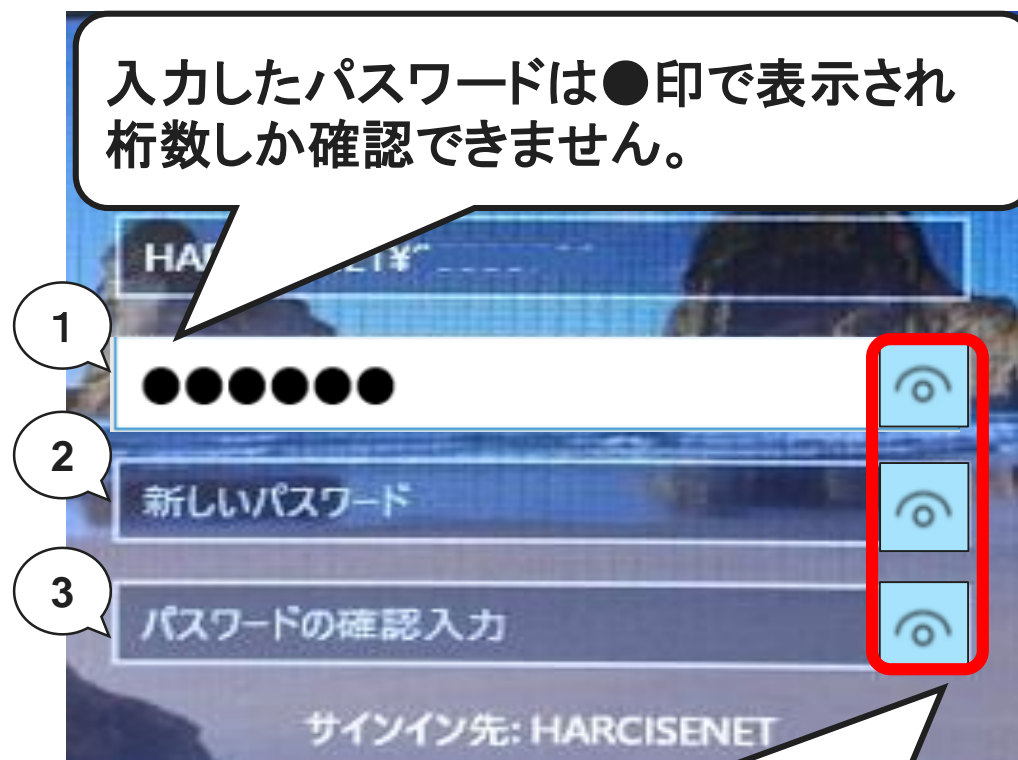 入力したパスワードは●印で表示され
桁数しか確認できません。
1
●●●●●●
2
新しいパスワード
3
パスワードの確認入力
サインイン先: HARCISENET